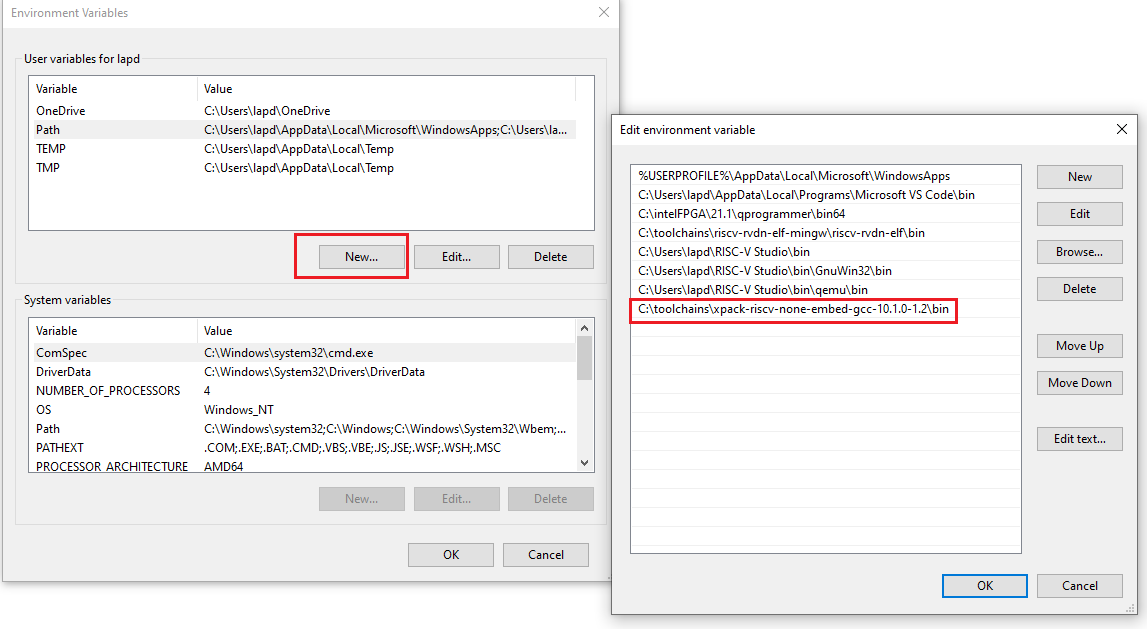 Environment Variables
User variables for lapd
Variable Value
OneDrive C:\Users\lapd\OneDrive
Path C:\Users\lapd\AppData\Local\Microsoft\WindowsApps;C:\Users\la...
TEMP C:\Users\lapd\AppData\Local\Temp
TMP C:\Users\lapd\AppData\Local\Temp
New... Edit... Delete
System variables
Variable Value
ComSpec C:\Windows\system32\cmd.exe
DriverData C:\Windows\System32\Drivers\DriverData
NUMBER_OF_PROCESSORS 4
OS Windows_NT
Path C:\Windows\system32;C:\Windows;C:\Windows\System32\Wbem;...
PATHEXT .COM;.EXE;.BAT;.CMD;.VBS;.VBE;.JS;.JSE;.WSF;.WSH;.MSC
PROCESSOR_ARCHITECTURE AMD64
New... Edit... Delete
OK Cancel
Edit environment variable
%USERPROFILE%\AppData\Local\Microsoft\WindowsApps
C:\Users\lapd\AppData\Local\Programs\Microsoft VS Code\bin
C:\intelFPGA\21.1\qprogrammer\bin64
C:\toolchains\riscv-rvdn-elf-mingw\riscv-rvdn-elf\bin
C:\Users\lapd\RISC-V Studio\bin
C:\Users\lapd\RISC-V Studio\bin\GnuWin32\bin
C:\Users\lapd\RISC-V Studio\bin\qemu\bin
C:\toolchains\xpack-riscv-none-embed-gcc-10.1.0-1.2\bin
New
Edit
Browse...
Delete
Move Up
Move Down
Edit text...
OK Cancel